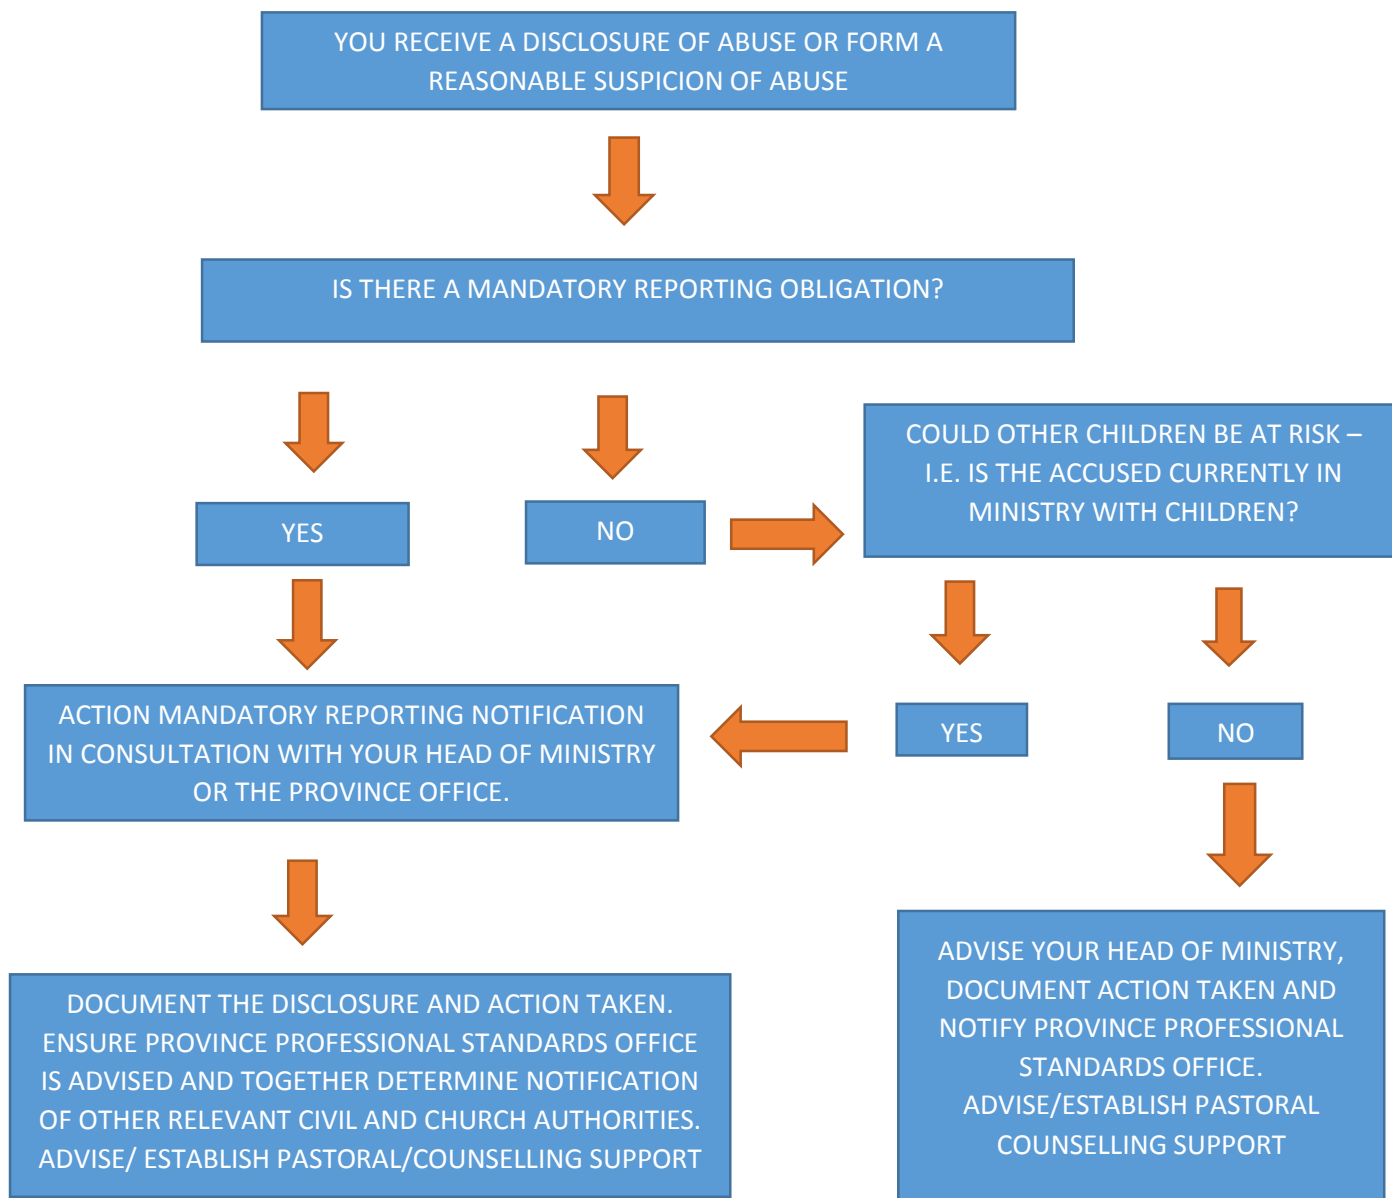 YOU RECEIVE A DISCLOSURE OF ABUSE OR FORM A
REASONABLE SUSPICION OF ABUSE
IS THERE A MANDATORY REPORTING OBLIGATION?
YES
NO
COULD OTHER CHILDREN BE AT RISK –
I.E. IS THE ACCUSED CURRENTLY IN
MINISTRY WITH CHILDREN?
YES
NO
ACTION MANDATORY REPORTING NOTIFICATION
IN CONSULTATION WITH YOUR HEAD OF MINISTRY
OR THE PROVINCE OFFICE.
DOCUMENT THE DISCLOSURE AND ACTION TAKEN.
ENSURE PROVINCE PROFESSIONAL STANDARDS OFFICE
IS ADVISED AND TOGETHER DETERMINE NOTIFICATION
OF OTHER RELEVANT CIVIL AND CHURCH AUTHORITIES.
ADVISE/ ESTABLISH PASTORAL/COUNSELLING SUPPORT
ADVISE YOUR HEAD OF MINISTRY,
DOCUMENT ACTION TAKEN AND
NOTIFY PROVINCE PROFESSIONAL
STANDARDS OFFICE.
ADVISE/ESTABLISH PASTORAL
COUNSELLING SUPPORT